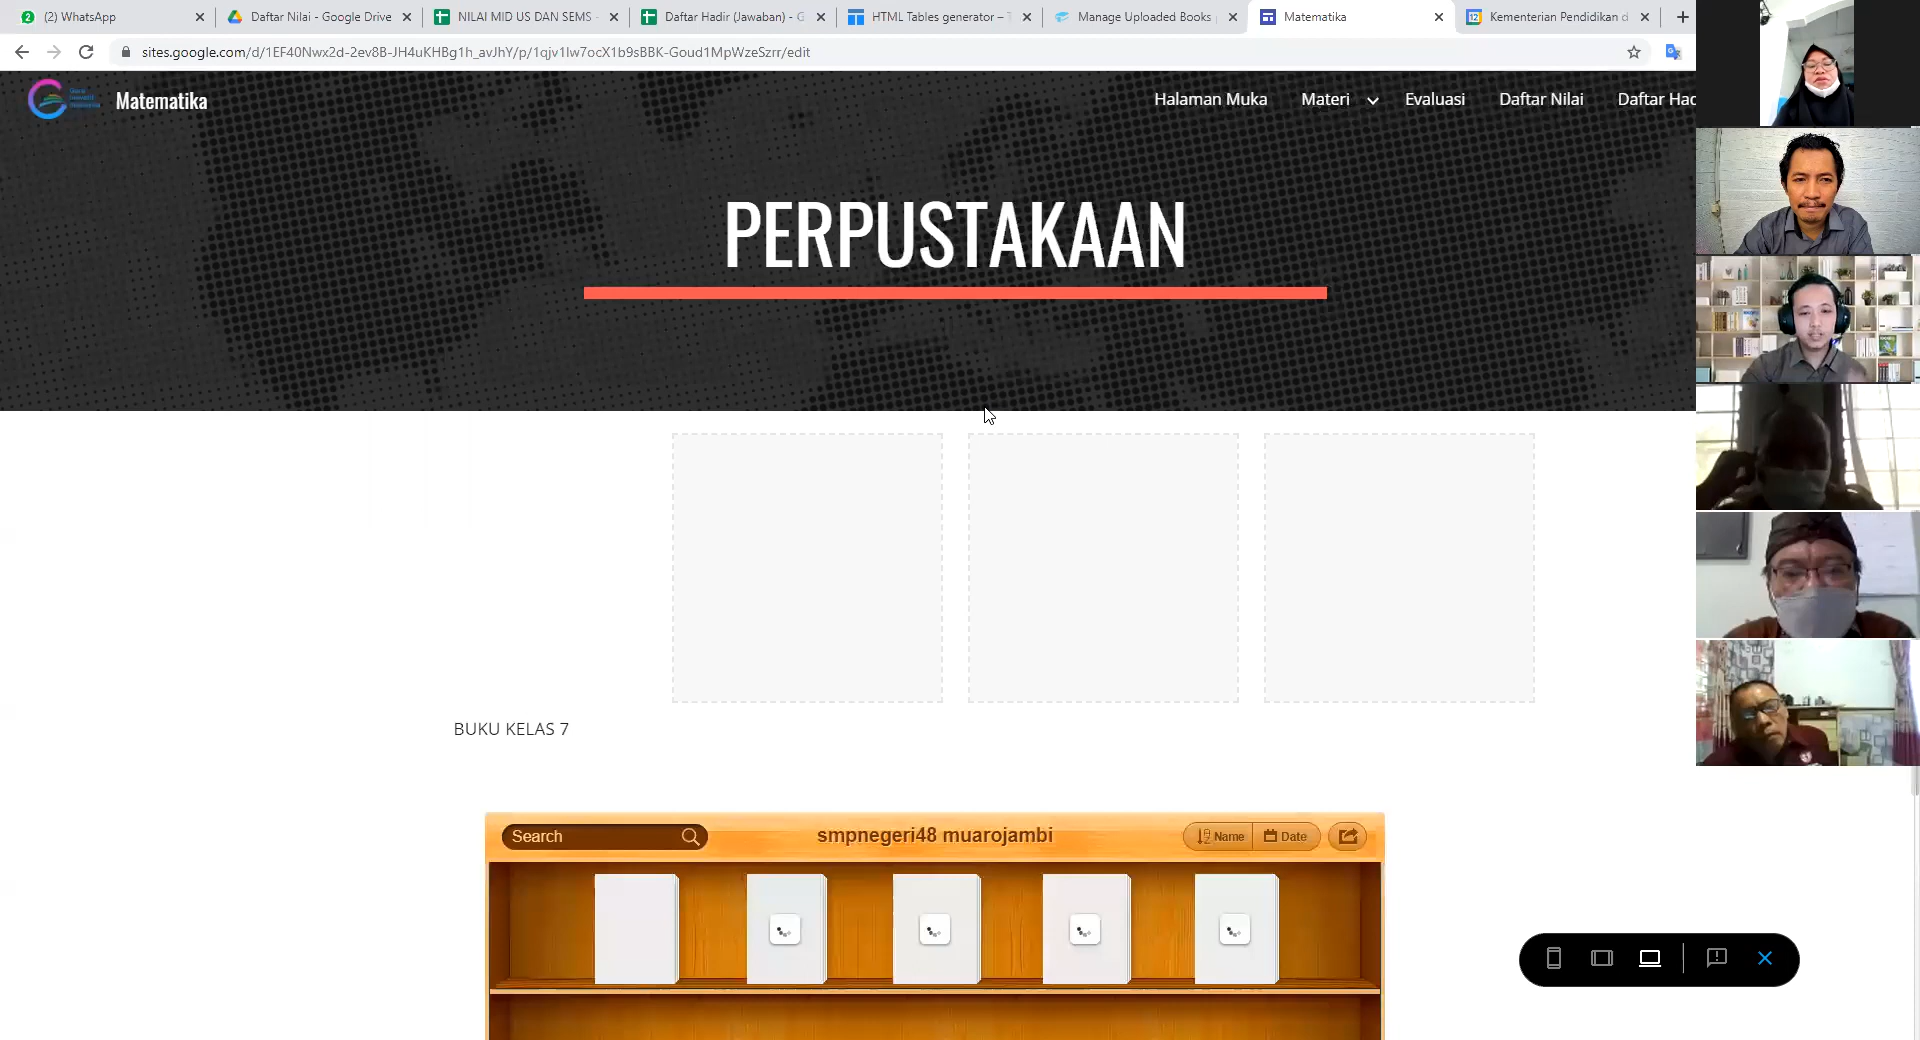 (2) WhatsApp
Daftar Nilai - Google Drive
NILAI MID US DAN SEMS
Daftar Hadir (Jawaban) - G
HTML Tables generator –
Manage Uploaded Books
Matematika
Kementerian Pendidikan d
sites.google.com/d/1EF40Nwx2d-2ev8B-JH4uKHBg1h_avJhY/p/1qjv1lw7ocX1b9sBBK-Goud1MpWzeSzrr/edit
Matematika
Halaman Muka
Materi
Evaluasi
Daftar Nilai
Daftar Had
PERPUSTAKAAN
BUKU KELAS 7
Search
smpnegeri48 muarojambi
Name
Date